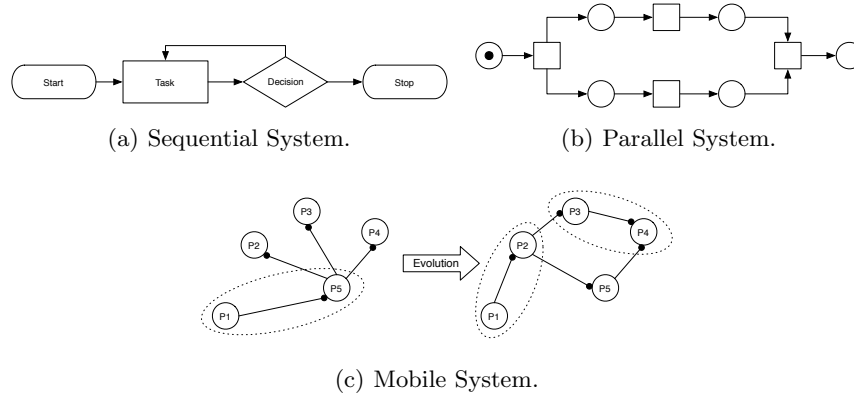 Start
Task
Decision
Stop
(a) Sequential System.
(b) Parallel System.
P3
P2
P4
P5
P1
Evolution
P3
P2
P4
P5
P1
(c) Mobile System.